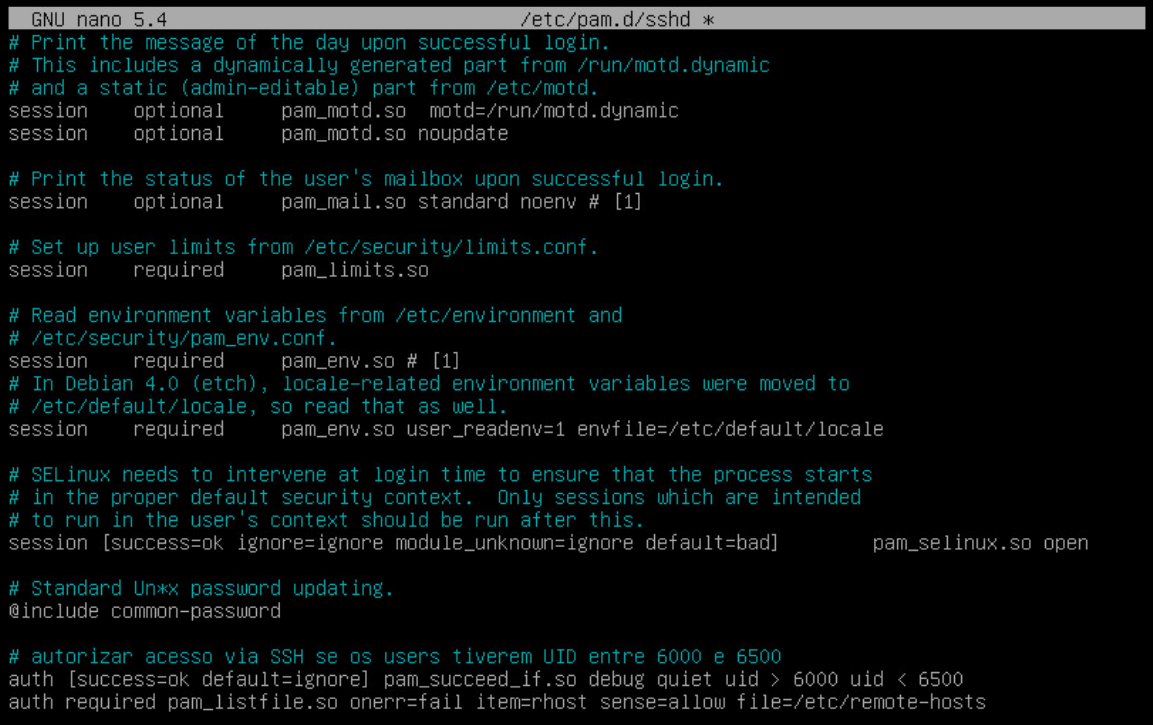 GNU nano 5.4 /etc/pam.d/sshd *
# Print the message of the day upon successful login.
# This includes a dynamically generated part from /run/motd.dynamic
# and a static (admin-editable) part from /etc/motd.
session    optional     pam_motd.so  motd=/run/motd.dynamic
session    optional     pam_motd.so noupdate

# Print the status of the user's mailbox upon successful login.
session    optional     pam_mail.so standard noenv # [1]

# Set up user limits from /etc/security/limits.conf.
session    required     pam_limits.so

# Read environment variables from /etc/environment and
# /etc/security/pam_env.conf.
session    required     pam_env.so # [1]
# In Debian 4.0 (etch), locale-related environment variables were moved to
# /etc/default/locale, so read that as well.
session    required     pam_env.so user_readenv=1 envfile=/etc/default/locale

# SELinux needs to intervene at login time to ensure that the process starts
# in the proper default security context.  Only sessions which are intended
# to run in the user's context should be run after this.
session [success=ok ignore=ignore module_unknown=ignore default=bad]        pam_selinux.so open

# Standard Un*x password updating.
@include common-password

# autorizar acesso via SSH se os users tiverem UID entre 6000 e 6500
auth [success=ok default=ignore] pam_succeed_if.so debug quiet uid > 6000 uid < 6500
auth required pam_listfile.so onerr=fail item=rhost sense=allow file=/etc/remote-hosts